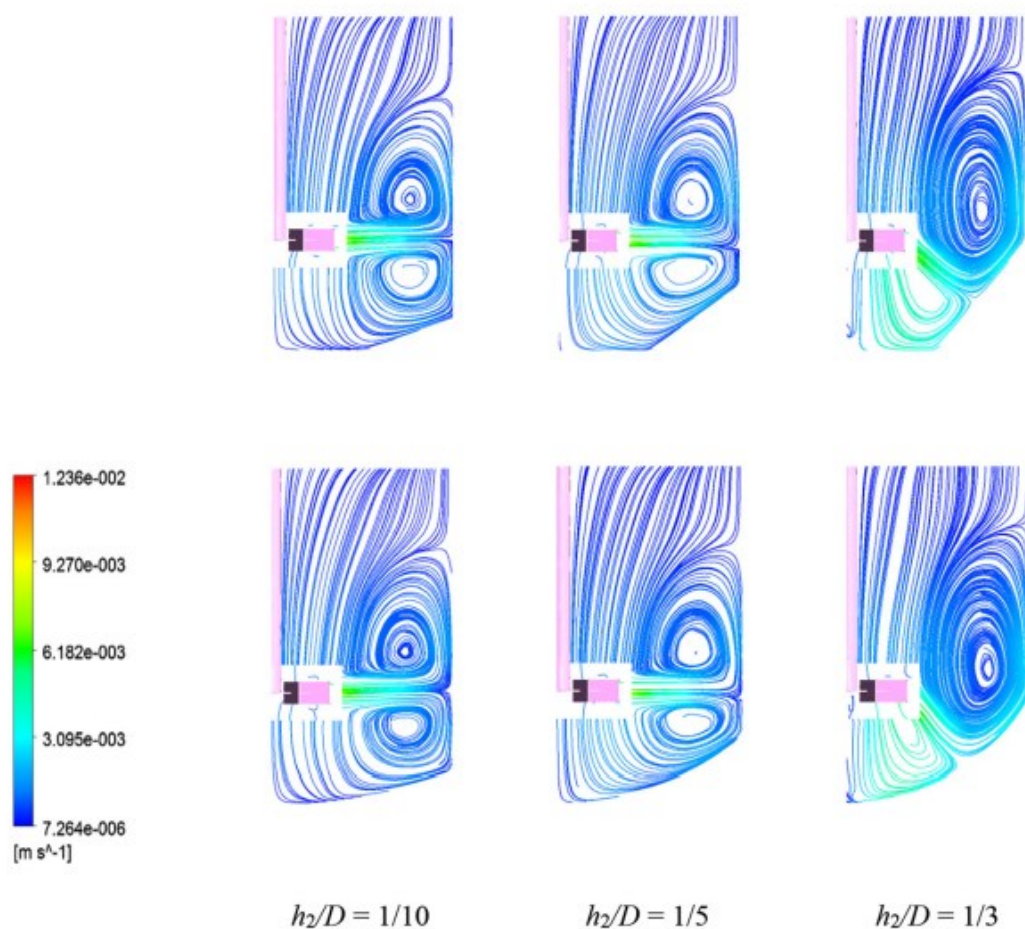 1.236e-002
9.270e-003
6.182e-003
3.095e-003
7.264e-006
[m s^-1]
h₂/D = 1/10
h₂/D = 1/5
h₂/D = 1/3